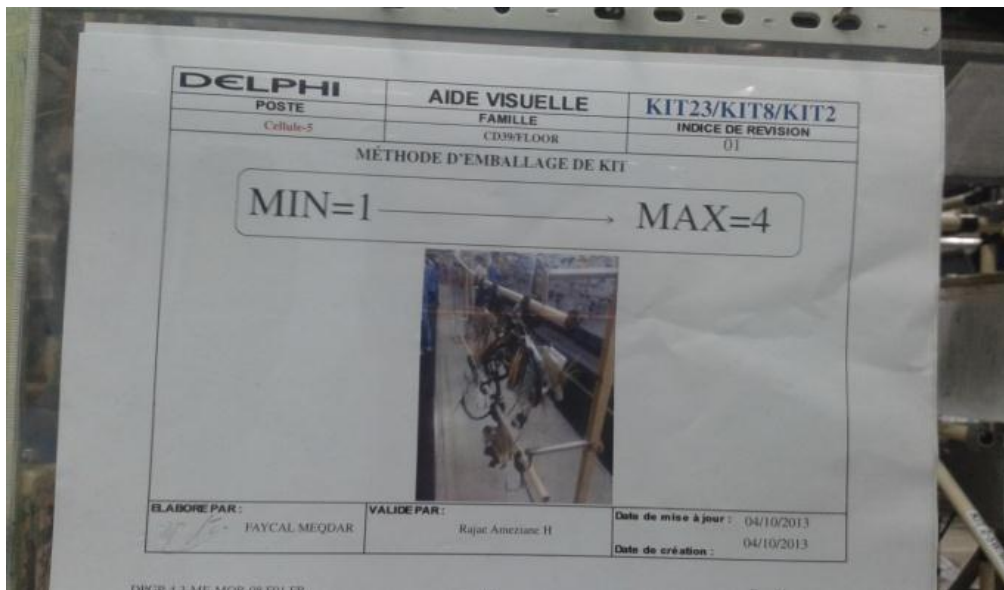 DELPHI
POSTE
Cellule-5
AIDE VISUELLE
FAMILLE
CD39/FLOOR
KIT23/KIT8/KIT2
INDICE DE REVISION
01
MÉTHODE D'EMBALLAGE DE KIT
MIN=1 MAX=4
ELABORE PAR :
FAYCAL MEQDAR
VALIDE PAR :
Rajae Ameziane H
Date de mise à jour : 04/10/2013
Date de création : 04/10/2013